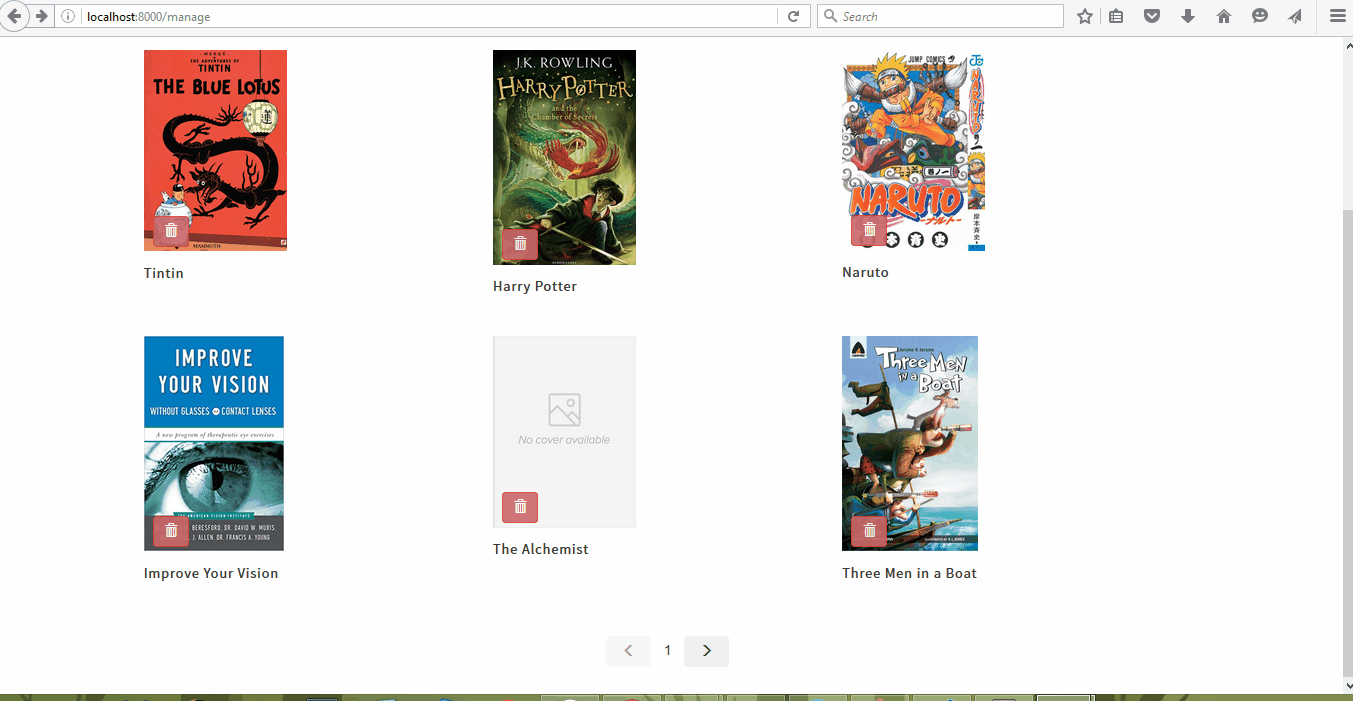 localhost:8000/manage
Search
HERGÉ
THE ADVENTURES OF
TINTIN
THE BLUE LOTUS
蓮
MAMMOTH
Tintin
J.K. ROWLING
HARRY POTTER
and the
Chamber of Secrets
Harry Potter
JUMP COMICS
巻ノ一
NARUTO
ナルト
岸本斉史
Naruto
IMPROVE
YOUR VISION
WITHOUT GLASSES OR CONTACT LENSES
A new program of therapeutic eye exercises
THE AMERICAN VISION INSTITUTE
BERESFORD, DR. DAVID W. MURIS,
J. ALLEN, DR. FRANCIS A. YOUNG
Improve Your Vision
No cover available
The Alchemist
Jerome K Jerome
Three Men
in a
Boat
Three Men in a Boat
1